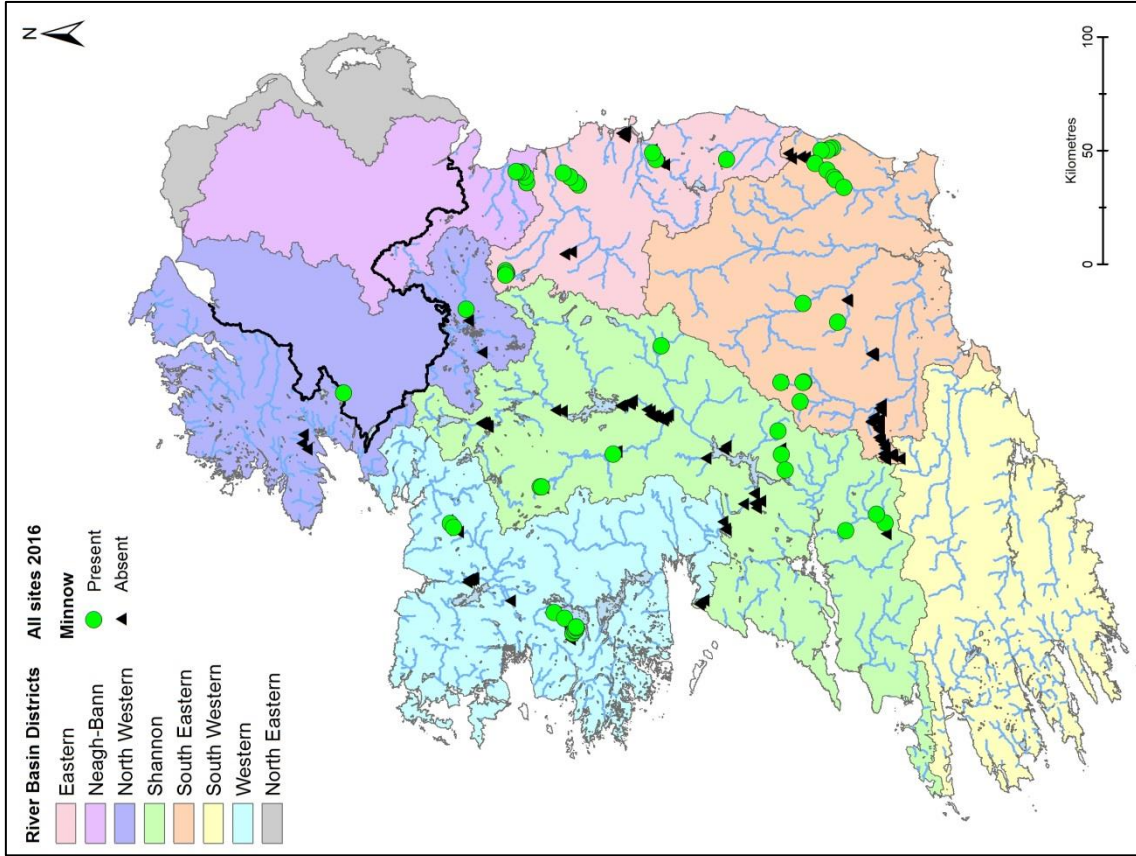 River Basin Districts
Eastern
Neagh-Bann
North Western
Shannon
South Eastern
South Western
Western
North Eastern
All sites 2016
Minnow
Present
Absent
N
0 50 100
Kilometres